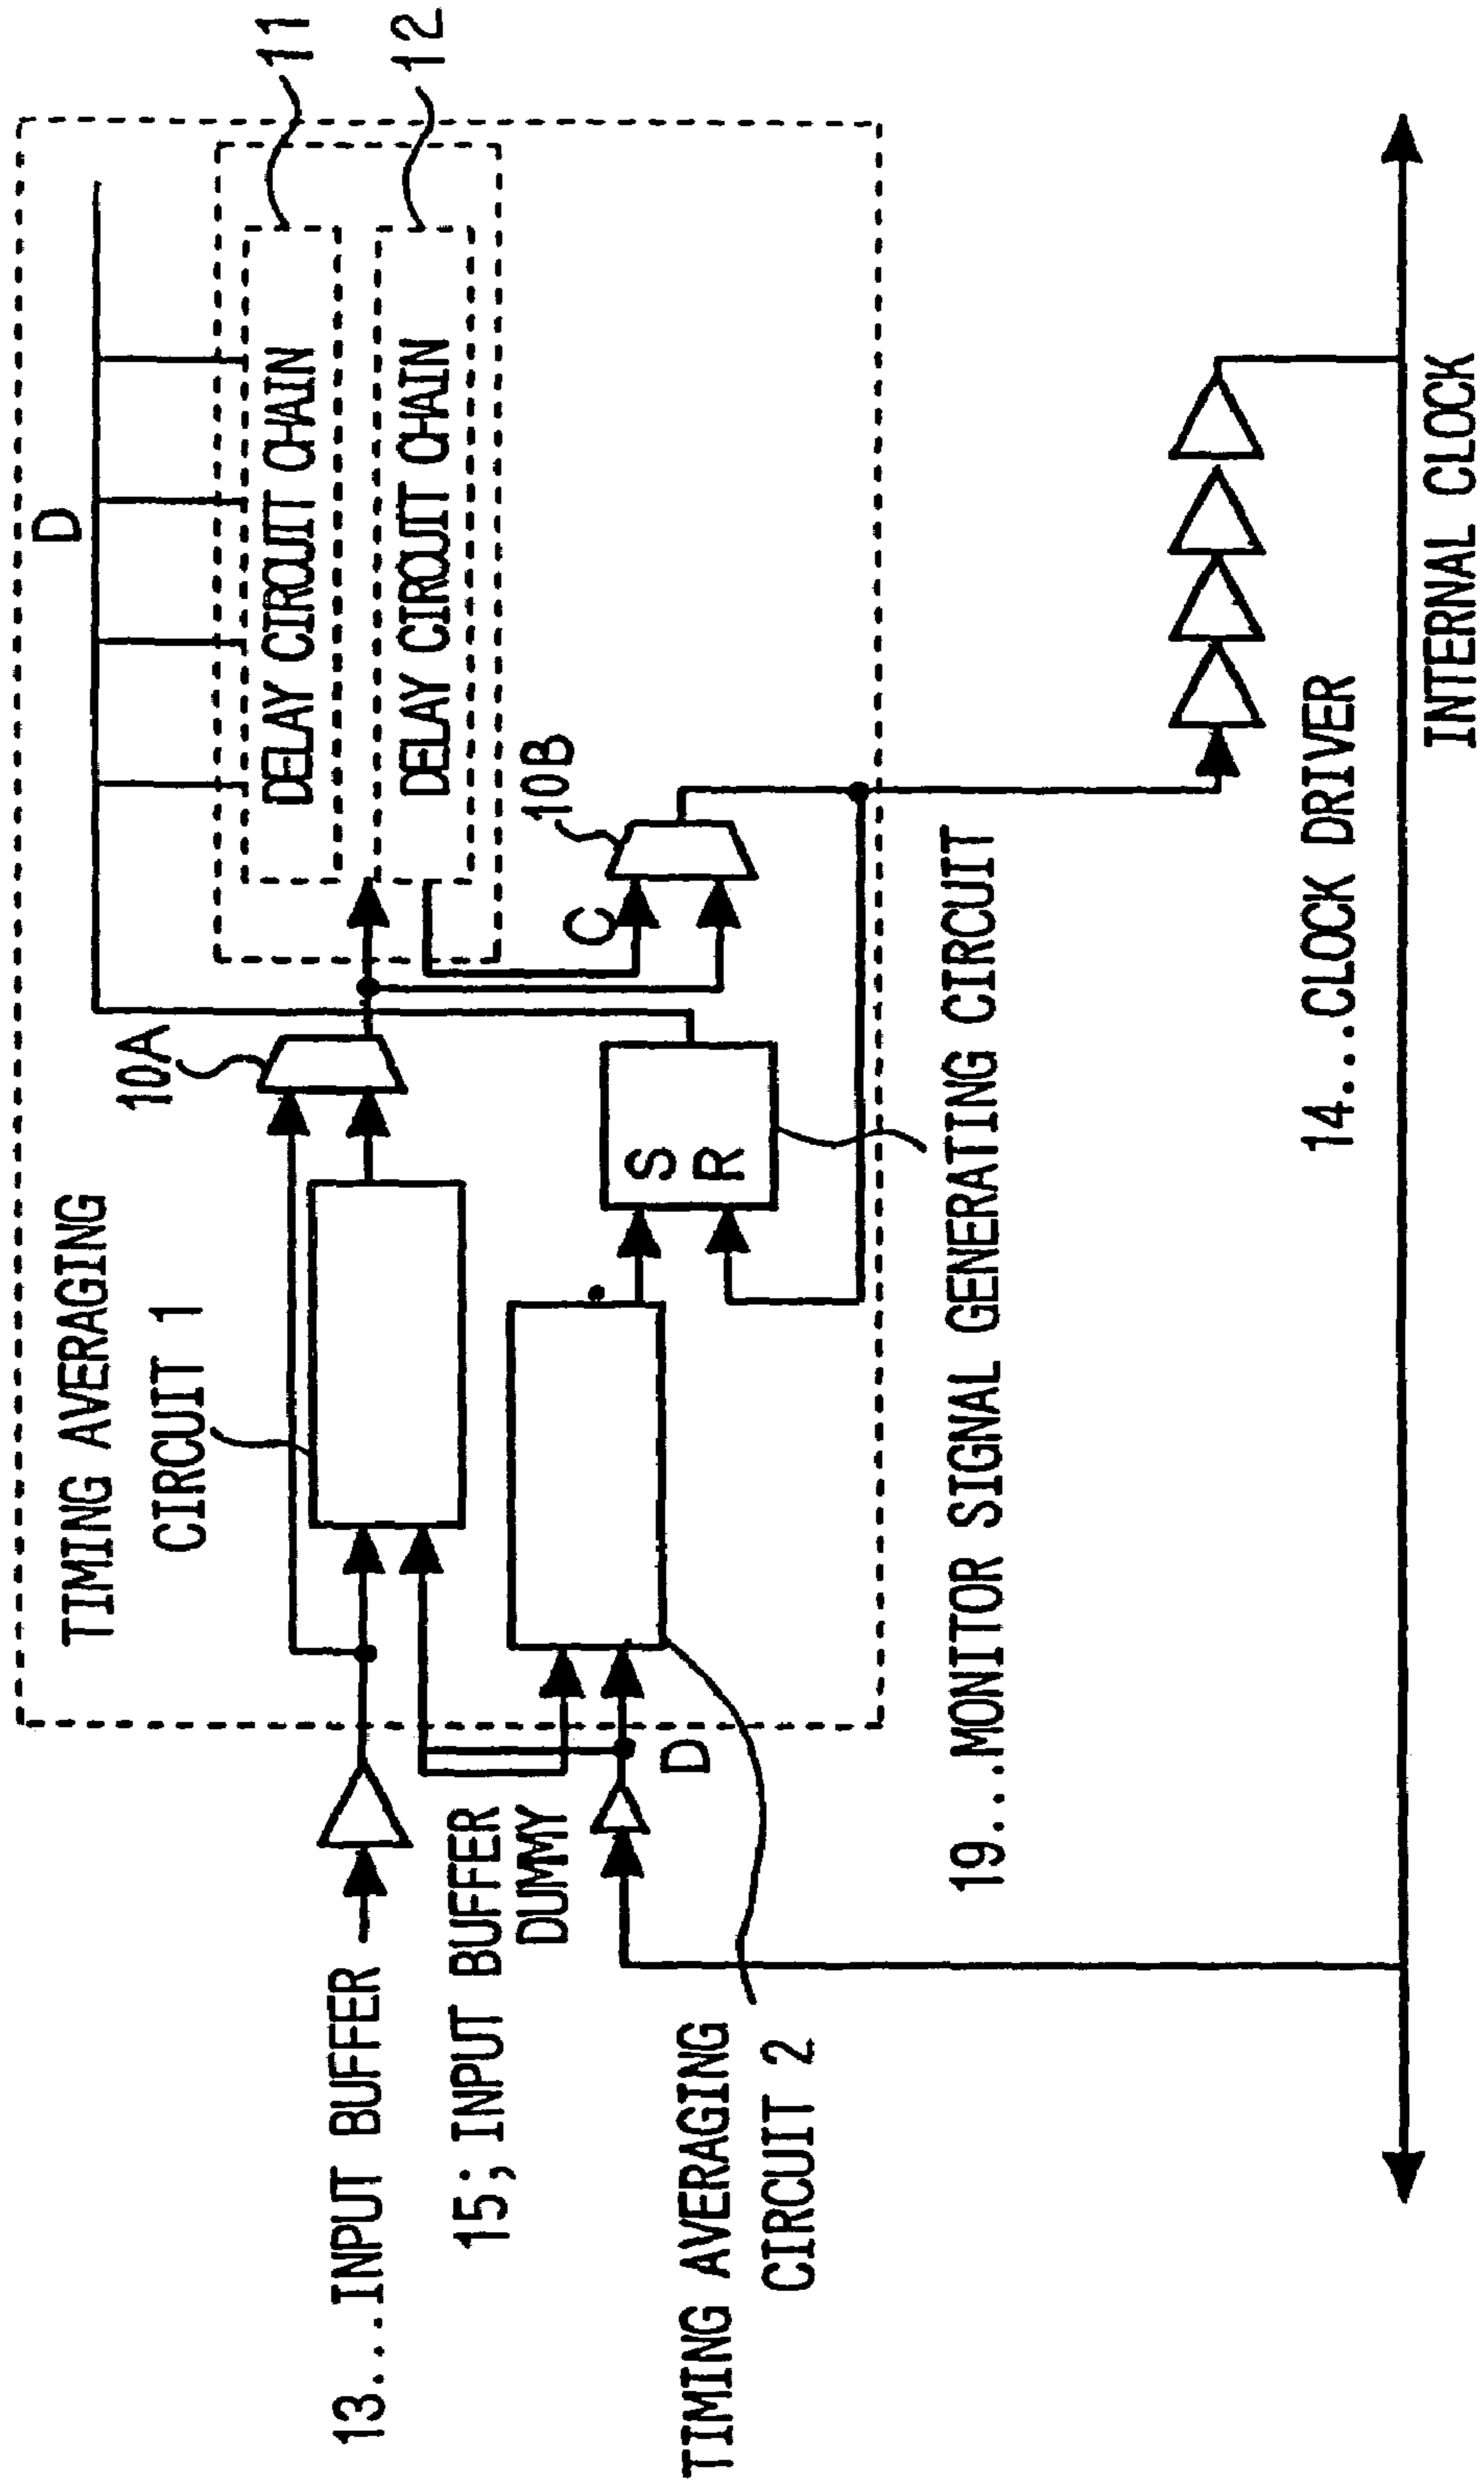 TIMING AVERAGING
CIRCUIT 1
10A
D
11
12
DELAY CIRCUIT CHAIN
DELAY CIRCUIT CHAIN
10B
C
S
R
13...INPUT BUFFER
15;INPUT BUFFER
DUMMY
D
TIMING AVERAGING
CIRCUIT 2
19...MONITOR SIGNAL GENERATING CIRCUIT
14...CLOCK DRIVER
INTERNAL CLOCK